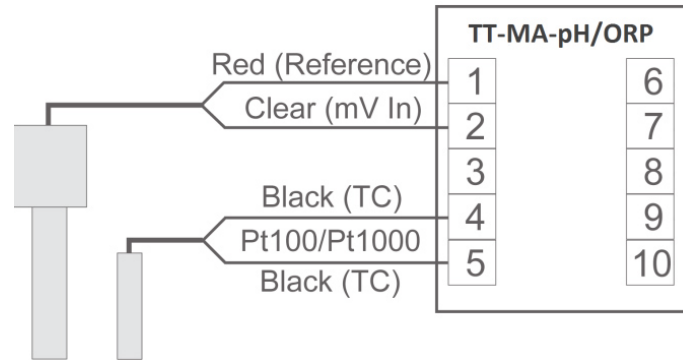 TT-MA-pH/ORP
Red (Reference)
1
6
Clear (mV In)
2
7
3
8
Black (TC)
4
9
Pt100/Pt1000
5
10
Black (TC)